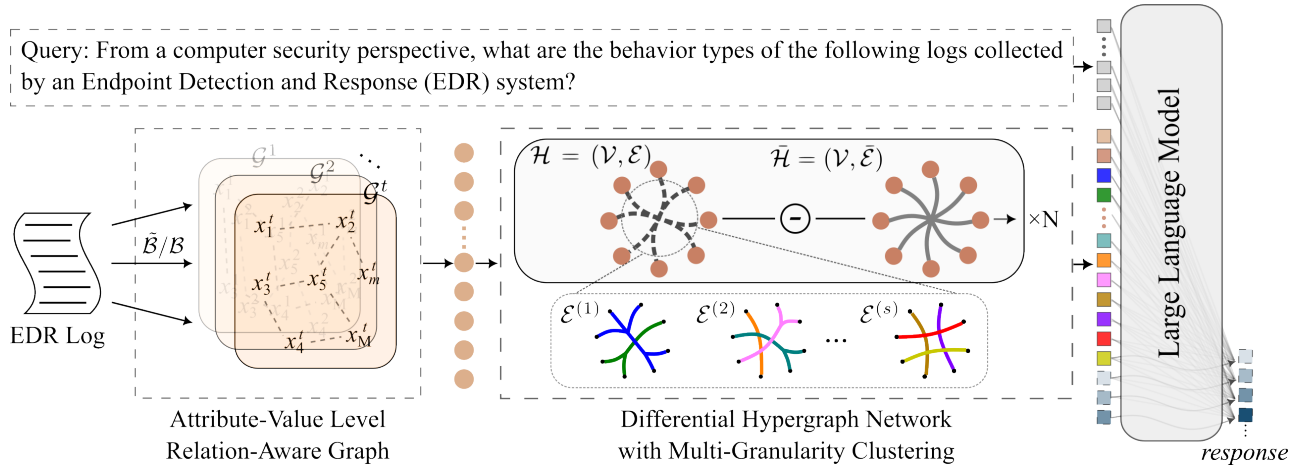 Query: From a computer security perspective, what are the behavior types of the following logs collected
by an Endpoint Detection and Response (EDR) system?
EDR Log
𝓑̃/𝓑
𝒢¹
𝒢²
𝒢ᵗ
x₁ᵗ x₂ᵗ
x₃ᵗ x₅ᵗ xₘᵗ
x₄ᵗ x_Mᵗ
Attribute-Value Level
Relation-Aware Graph
ℋ = (𝒱, ℰ)
ℋ̄ = (𝒱, ℰ̄)
-
×N
ℰ⁽¹⁾ ℰ⁽²⁾ ... ℰ⁽ˢ⁾
Differential Hypergraph Network
with Multi-Granularity Clustering
Large Language Model
response